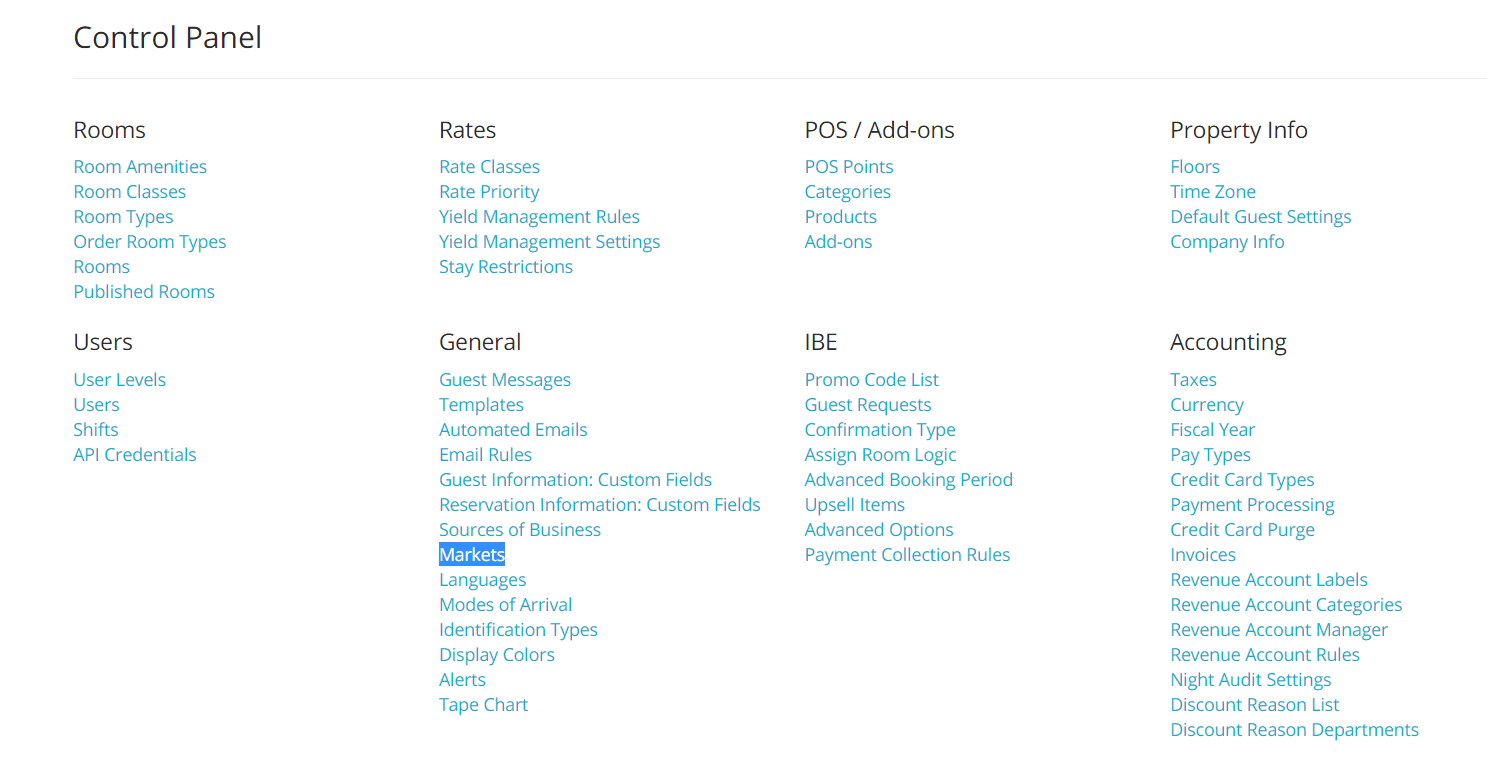 Control Panel
Rooms
Room Amenities
Room Classes
Room Types
Order Room Types
Rooms
Published Rooms
Rates
Rate Classes
Rate Priority
Yield Management Rules
Yield Management Settings
Stay Restrictions
POS / Add-ons
POS Points
Categories
Products
Add-ons
Property Info
Floors
Time Zone
Default Guest Settings
Company Info
Users
User Levels
Users
Shifts
API Credentials
General
Guest Messages
Templates
Automated Emails
Email Rules
Guest Information: Custom Fields
Reservation Information: Custom Fields
Sources of Business
Markets
Languages
Modes of Arrival
Identification Types
Display Colors
Alerts
Tape Chart
IBE
Promo Code List
Guest Requests
Confirmation Type
Assign Room Logic
Advanced Booking Period
Upsell Items
Advanced Options
Payment Collection Rules
Accounting
Taxes
Currency
Fiscal Year
Pay Types
Credit Card Types
Payment Processing
Credit Card Purge
Invoices
Revenue Account Labels
Revenue Account Categories
Revenue Account Manager
Revenue Account Rules
Night Audit Settings
Discount Reason List
Discount Reason Departments